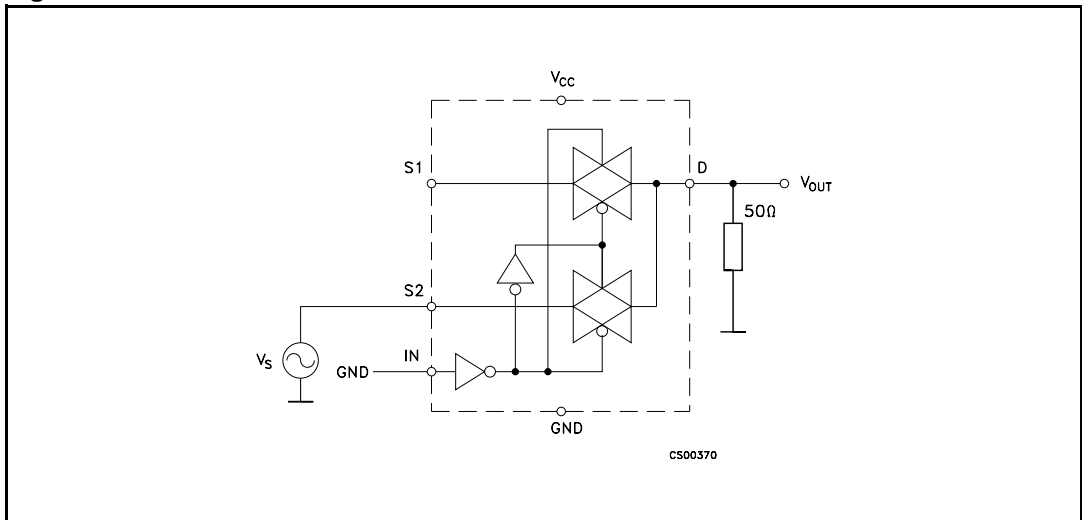 VCC
S1
D
VOUT
50Ω
S2
VS
IN
GND
GND
CS00370